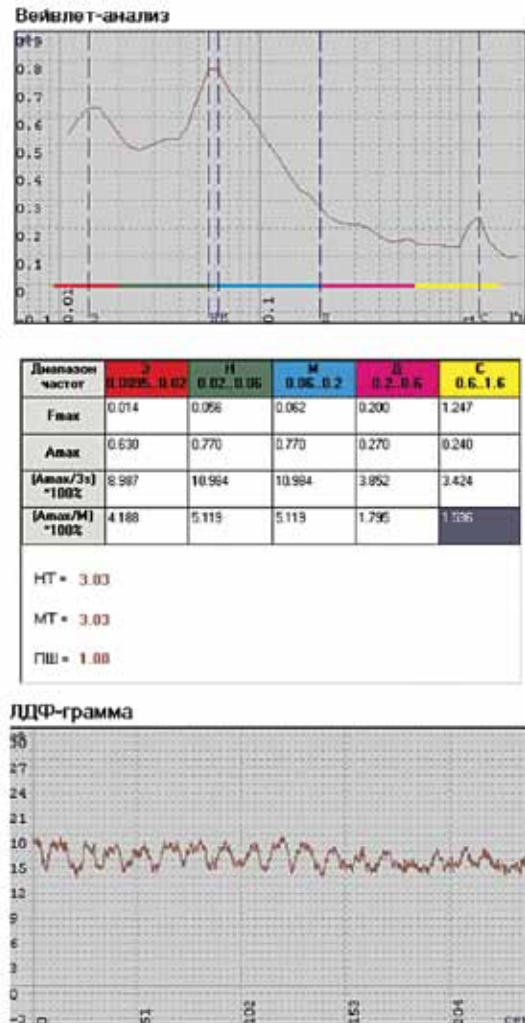 Вейвлет-анализ
0.8
0.7
0.6
0.5
0.4
0.3
0.2
0.1
0
0.01 0.1
Диапазон частот Э 0.0095..0.02 Н 0.02..0.06 М 0.06..0.2 Д 0.2..0.6 С 0.6..1.6
Fmax 0.014 0.056 0.062 0.200 1.247
Amax 0.630 0.770 0.770 0.270 0.240
(Amax/3s) *100% 8.987 10.984 10.984 3.852 3.424
(Amax/M) *100% 4.188 5.119 5.119 1.795 1.596
НТ = 3.03
МТ = 3.03
ПШ = 1.00
ЛДФ-грамма
30
27
24
21
18
15
12
9
6
3
0
0 51 102 153 204